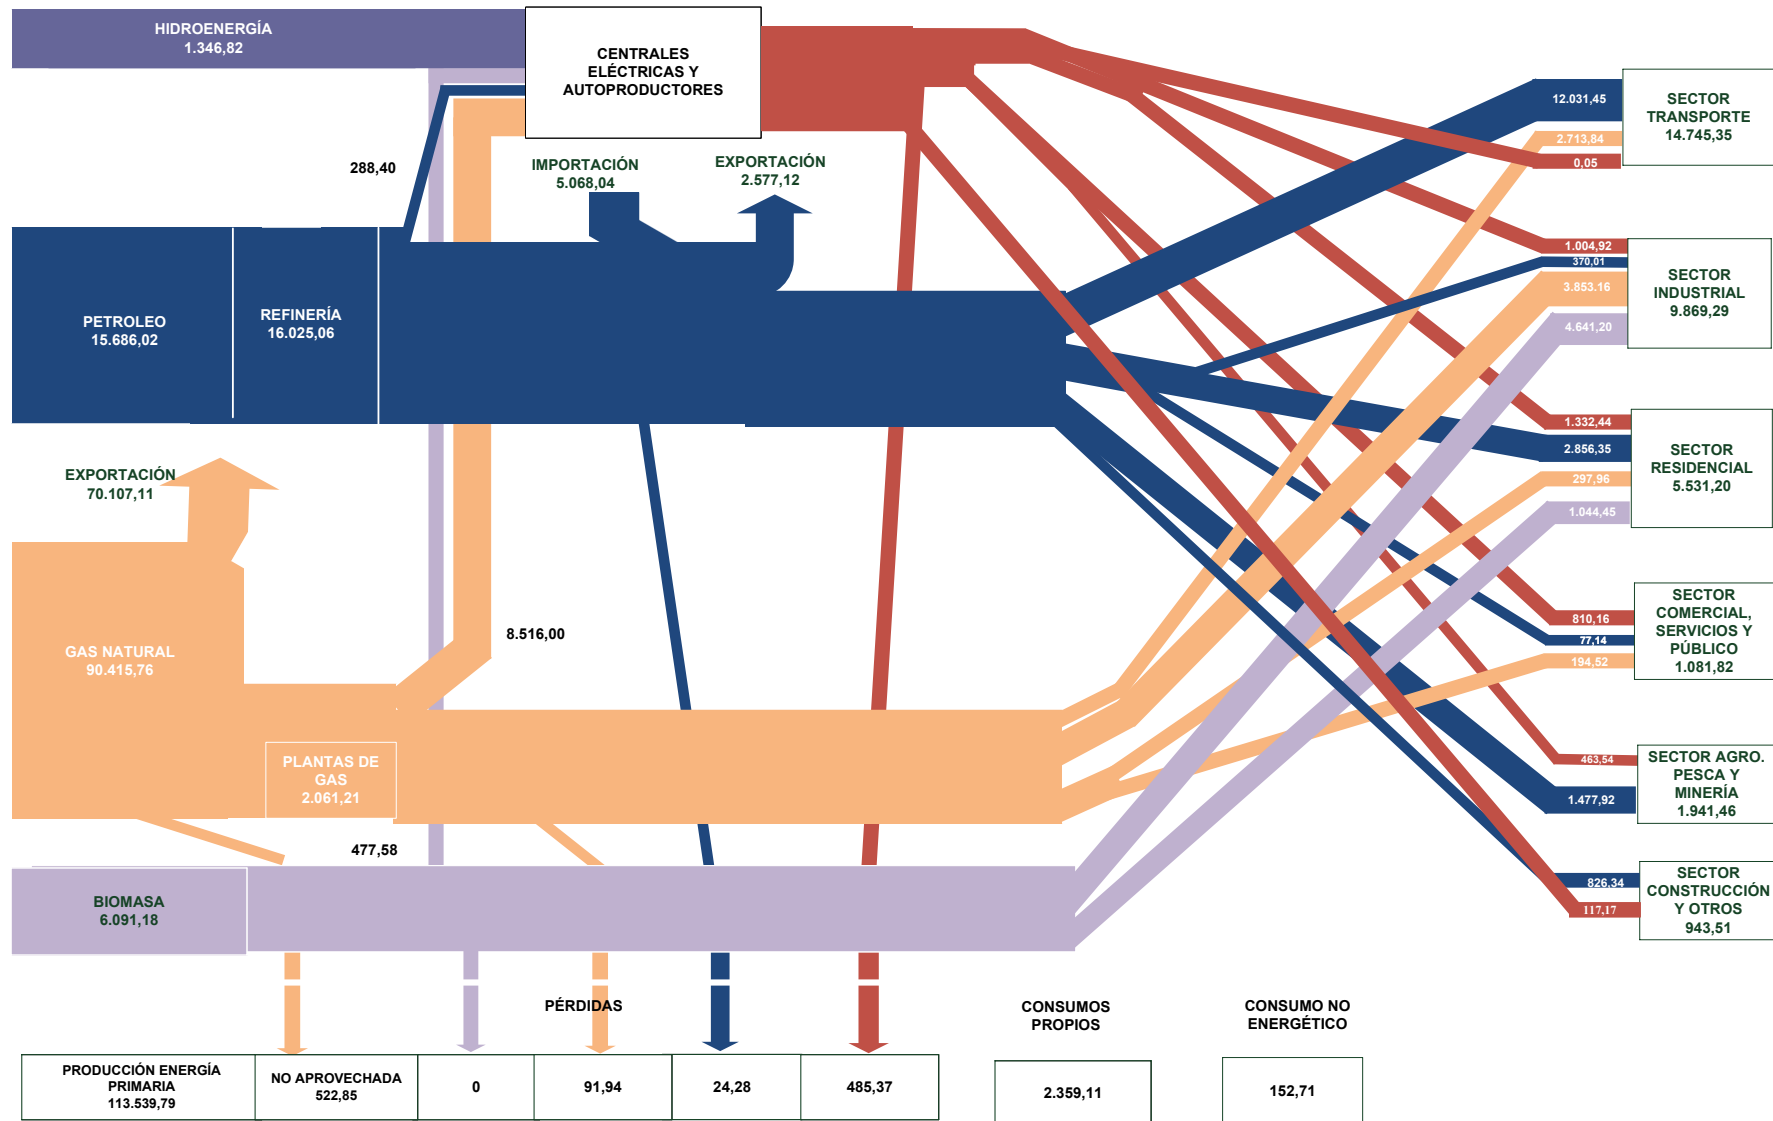 HIDROENERGÍA
1.346,82
CENTRALES
ELÉCTRICAS Y
AUTOPRODUCTORES
288,40
IMPORTACIÓN
5.068,04
EXPORTACIÓN
2.577,12
PETROLEO
15.686,02
REFINERÍA
16.025,06
EXPORTACIÓN
70.107,11
GAS NATURAL
90.415,76
8.516,00
PLANTAS DE
GAS
2.061,21
477,58
BIOMASA
6.091,18
12.031,45
2.713,84
0,05
SECTOR
TRANSPORTE
14.745,35
1.004,92
370,01
3.853.16
4.641,20
SECTOR
INDUSTRIAL
9.869,29
1.332,44
2.856,35
297,96
1.044,45
SECTOR
RESIDENCIAL
5.531,20
810,16
77,14
194,52
SECTOR
COMERCIAL,
SERVICIOS Y
PÚBLICO
1.081,82
463,54
1.477,92
SECTOR AGRO.
PESCA Y
MINERÍA
1.941,46
826,34
117,17
SECTOR
CONSTRUCCIÓN
Y OTROS
943,51
PÉRDIDAS
CONSUMOS
PROPIOS
CONSUMO NO
ENERGÉTICO
PRODUCCIÓN ENERGÍA
PRIMARIA
113.539,79
NO APROVECHADA
522,85
0
91,94
24,28
485,37
2.359,11
152,71